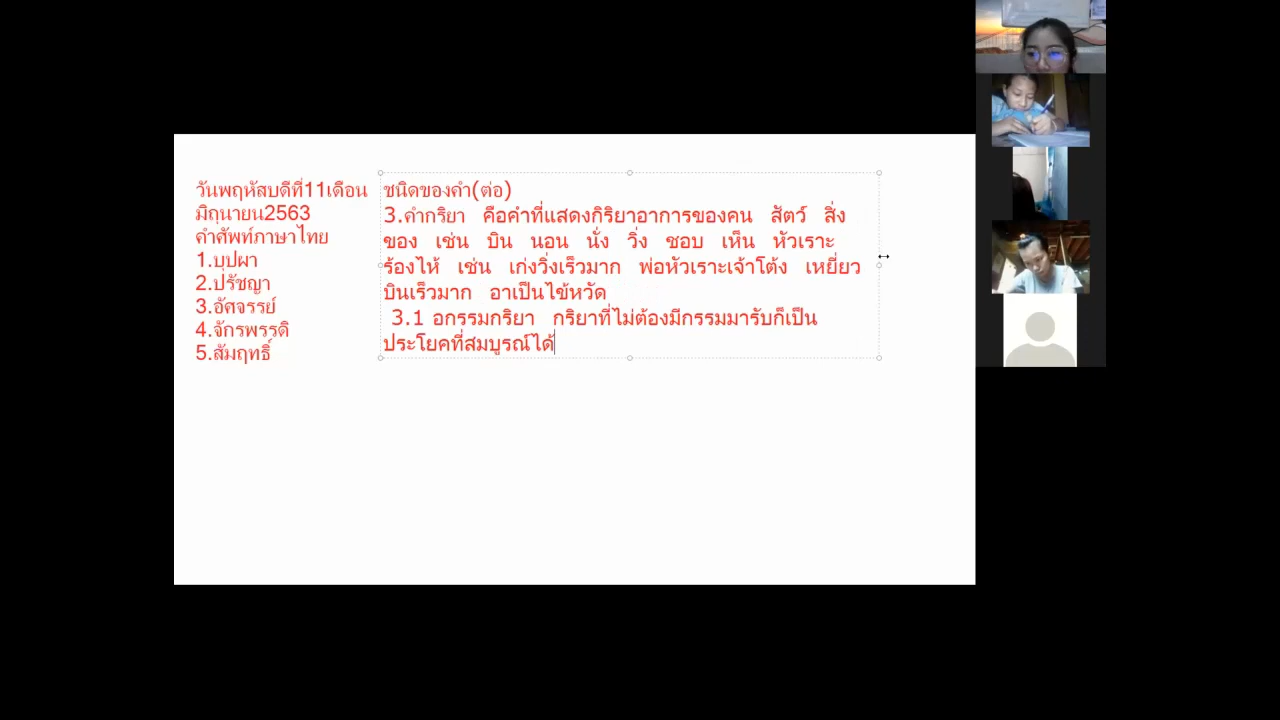 วันพฤหัสบดีที่11เดือน
มิถุนายน2563
คำศัพท์ภาษาไทย
1.บุปผา
2.ปรัชญา
3.อัศจรรย์
4.จักรพรรดิ
5.สัมฤทธิ์
ชนิดของคำ(ต่อ)
3.คำกริยา คือคำที่แสดงกิริยาอาการของคน สัตว์ สิ่ง
ของ เช่น บิน นอน นั่ง วิ่ง ชอบ เห็น หัวเราะ
ร้องไห้ เช่น เก่งวิ่งเร็วมาก พ่อหัวเราะเจ้าโต้ง เหยี่ยว
บินเร็วมาก อาเป็นไข้หวัด
3.1 อกรรมกริยา กริยาที่ไม่ต้องมีกรรมมารับก็เป็น
ประโยคที่สมบูรณ์ได้